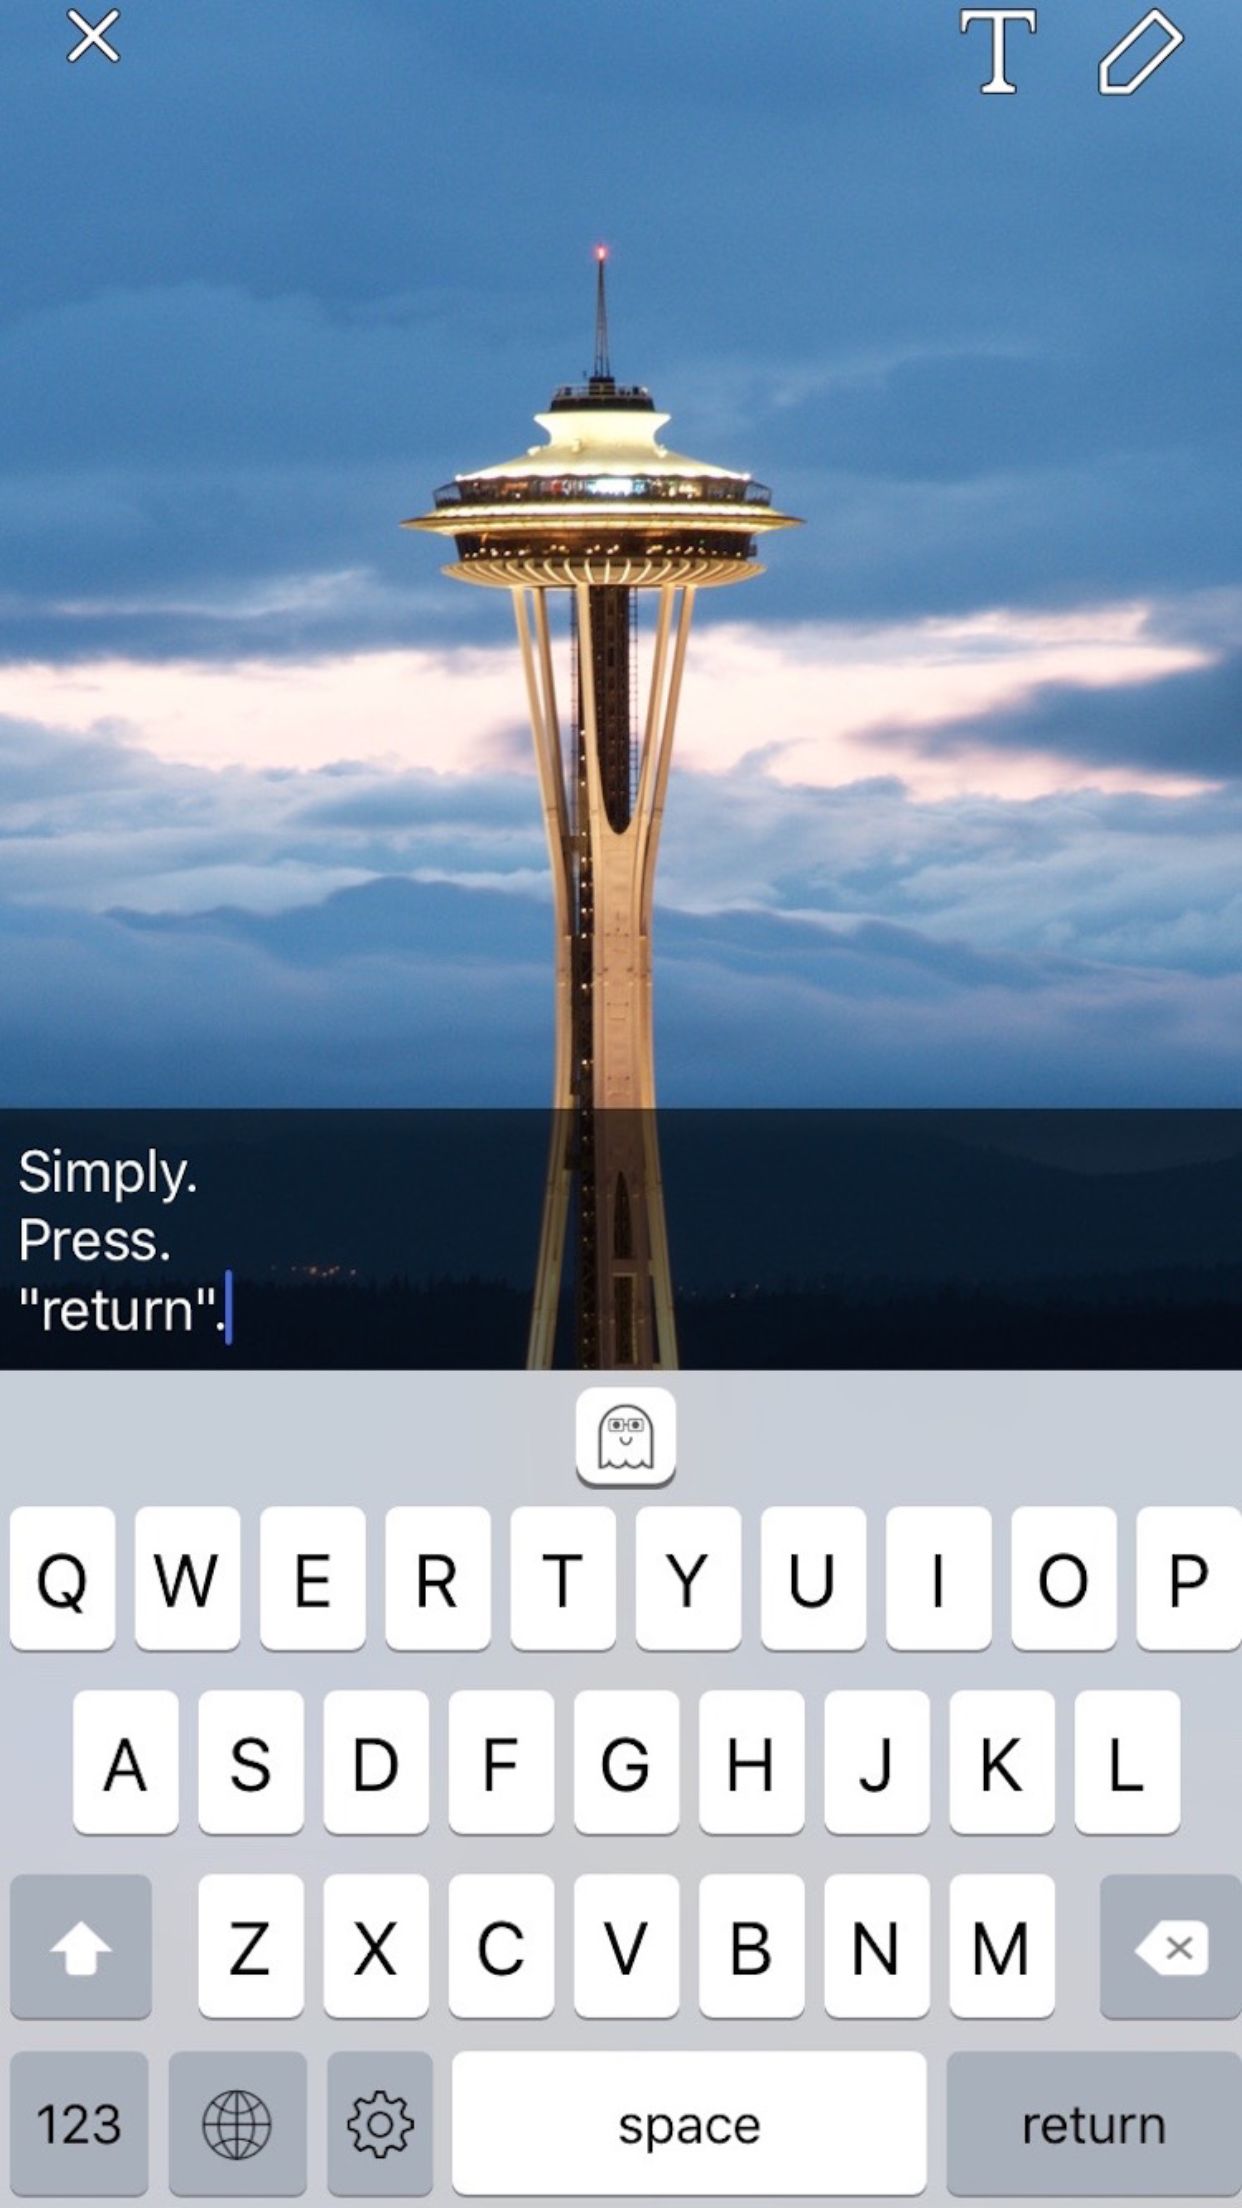 T
Simply.
Press.
"return".
Q W E R T Y U I O P
A S D F G H J K L
Z X C V B N M
123 space return